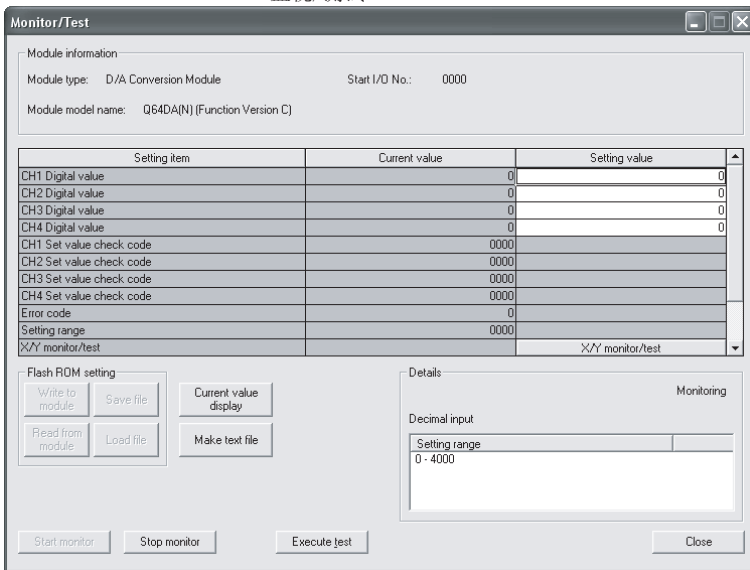 Monitor/Test
Module information
Module type: D/A Conversion Module Start I/O No.: 0000
Module model name: Q64DA(N) (Function Version C)
Setting item Current value Setting value
CH1 Digital value 0 0
CH2 Digital value 0 0
CH3 Digital value 0 0
CH4 Digital value 0 0
CH1 Set value check code 0000
CH2 Set value check code 0000
CH3 Set value check code 0000
CH4 Set value check code 0000
Error code 0
Setting range 0000
X/Y monitor/test X/Y monitor/test
Flash ROM setting
Write to module
Save file
Current value display
Read from module
Load file
Make text file
Details
Monitoring
Decimal input
Setting range
0 - 4000
Start monitor Stop monitor Execute test Close